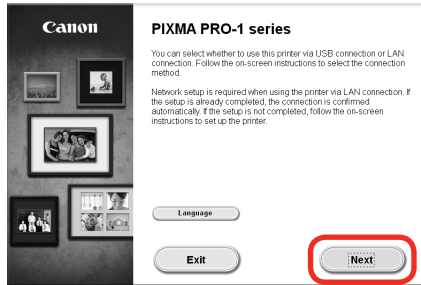 Canon
PIXMA PRO-1 series
You can select whether to use this printer via USB connection or LAN
connection. Follow the on-screen instructions to select the connection
method.
Network setup is required when using the printer via LAN connection. If
the setup is already completed, the connection is confirmed
automatically. If the setup is not completed, follow the on-screen
instructions to set up the printer.
Language
Exit
Next